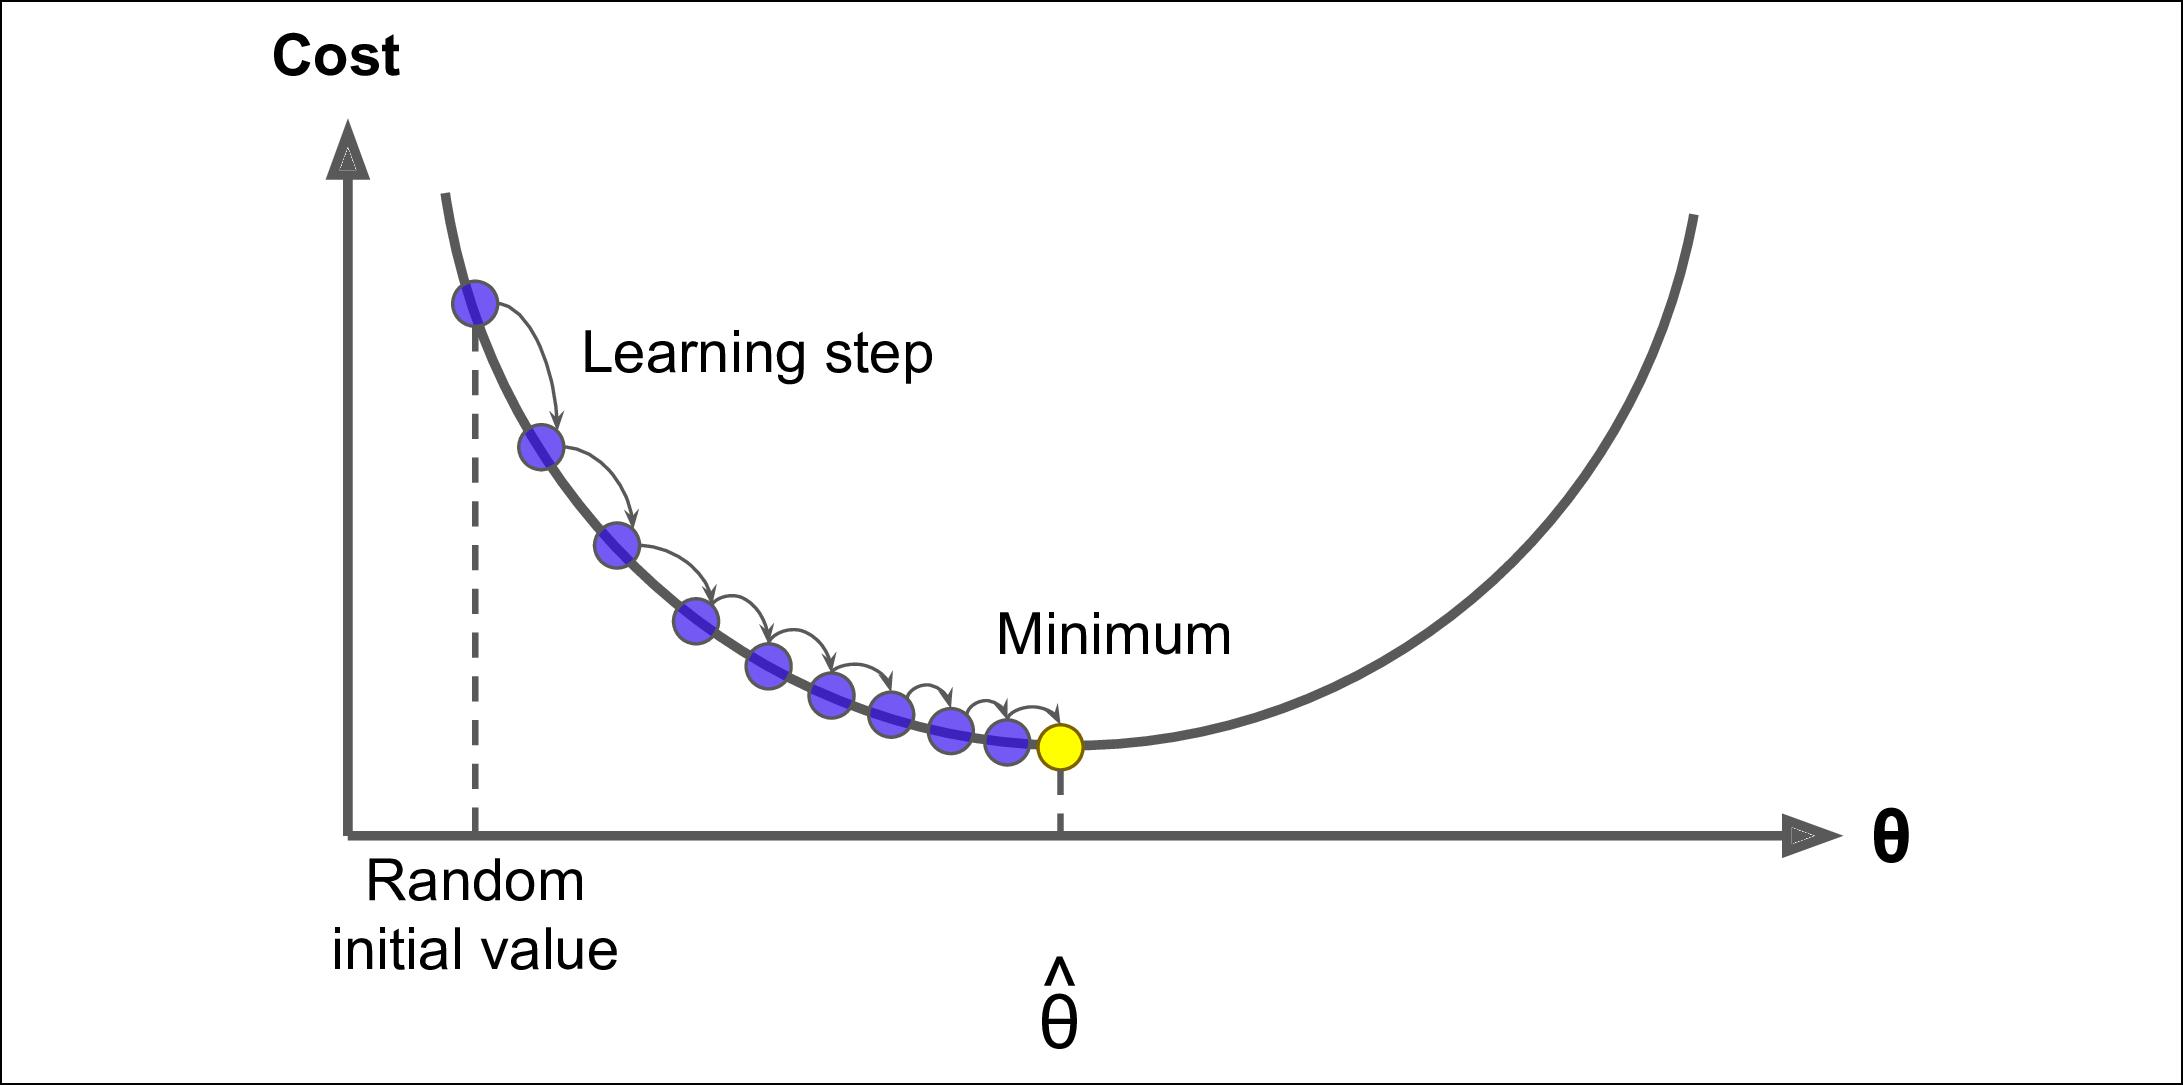 Cost
Learning step
Minimum
θ
Random
initial value
θ̂